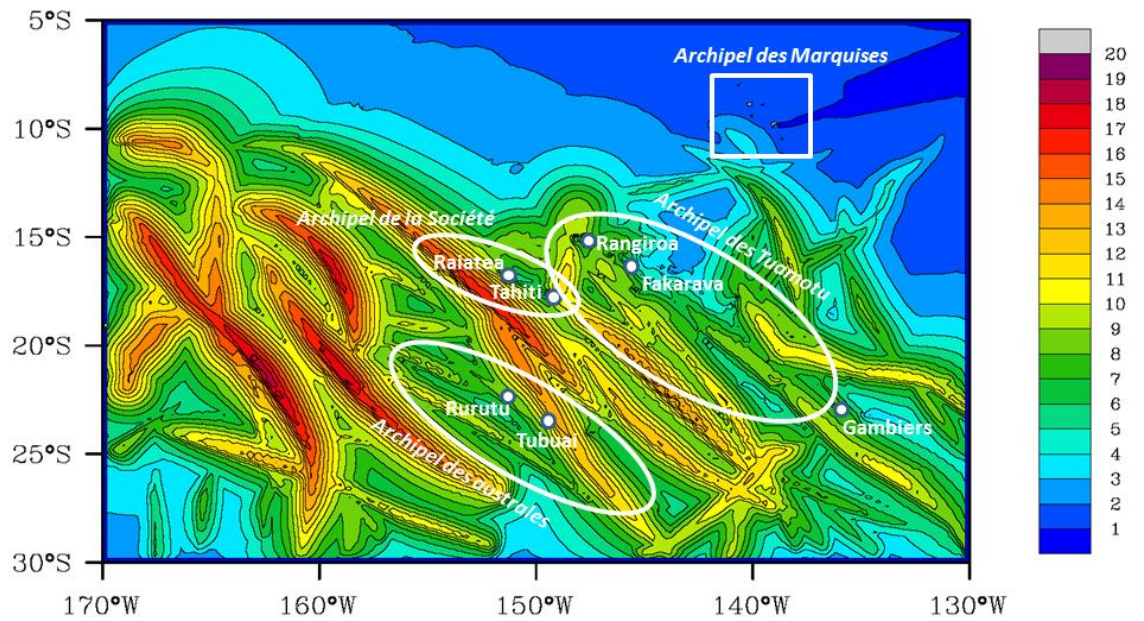 5°S
10°S
15°S
20°S
25°S
30°S
170°W
160°W
150°W
140°W
130°W
Archipel des Marquises
Archipel de la Société
Archipel des Tuamotu
Rangiroa
Raiatea
Fakarava
Tahiti
Rurutu
Tubuai
Gambiers
Archipel des australes
20
19
18
17
16
15
14
13
12
11
10
9
8
7
6
5
4
3
2
1